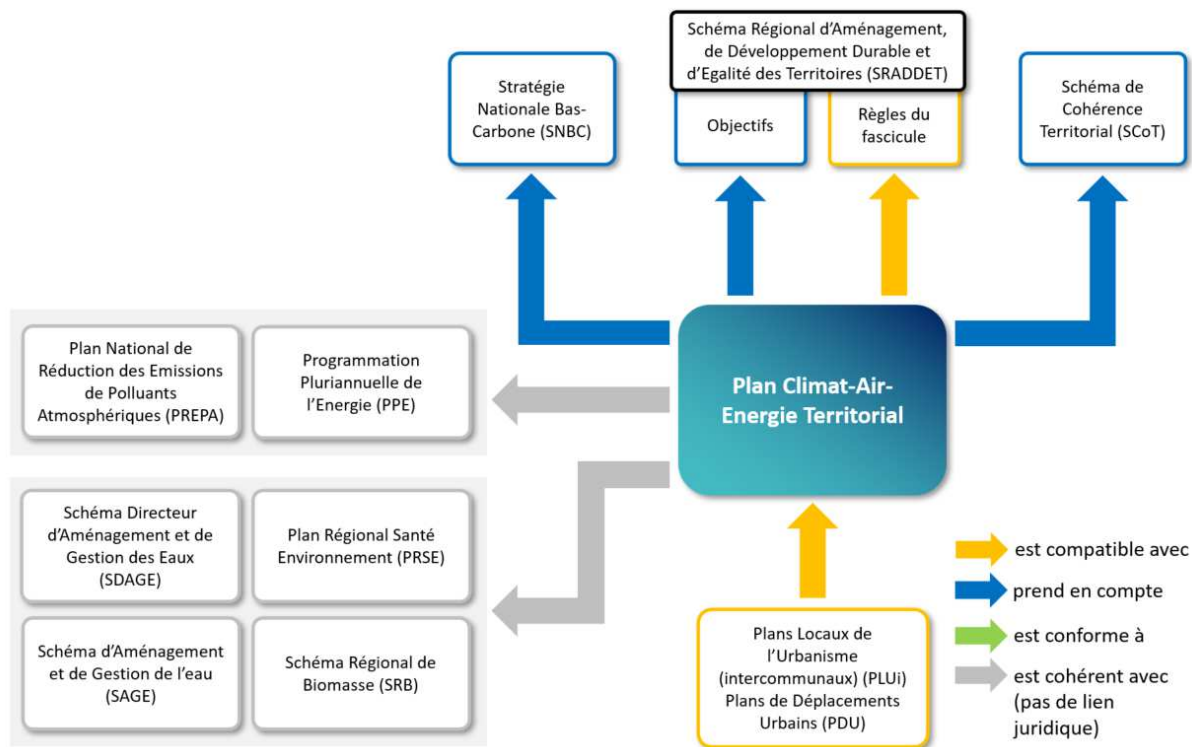 Schéma Régional d'Aménagement,
de Développement Durable et
d'Egalité des Territoires (SRADDET)
Stratégie
Nationale Bas-
Carbone (SNBC)
Objectifs
Règles du
fascicule
Schéma de
Cohérence
Territorial (SCoT)
Plan National de
Réduction des Emissions
de Polluants
Atmosphériques (PREPA)
Programmation
Pluriannuelle de
l'Energie (PPE)
Plan Climat-Air-
Energie Territorial
Schéma Directeur
d'Aménagement et de
Gestion des Eaux
(SDAGE)
Plan Régional Santé
Environnement (PRSE)
Schéma d'Aménagement
et de Gestion de l'eau
(SAGE)
Schéma Régional de
Biomasse (SRB)
Plans Locaux de
l'Urbanisme
(intercommunaux) (PLUi)
Plans de Déplacements
Urbains (PDU)
est compatible avec
prend en compte
est conforme à
est cohérent avec
(pas de lien
juridique)